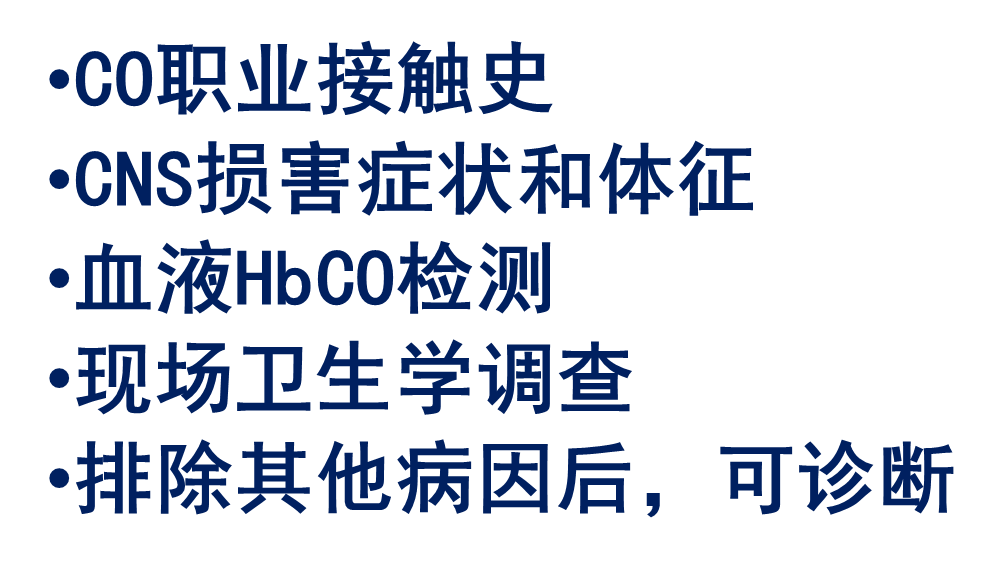 •CO职业接触史
•CNS损害症状和体征
•血液HbCO检测
•现场卫生学调查
•排除其他病因后，可诊断